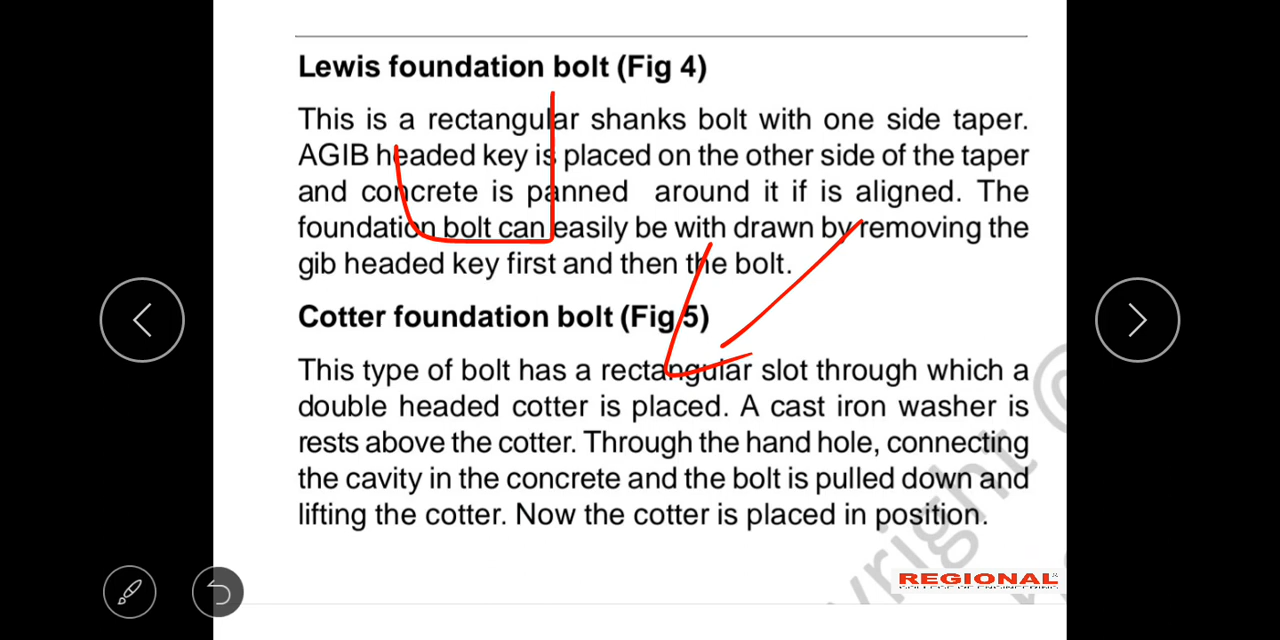 Lewis foundation bolt (Fig 4)
This is a rectangular shanks bolt with one side taper.
AGIB headed key is placed on the other side of the taper
and concrete is panned around it if is aligned. The
foundation bolt can easily be with drawn by removing the
gib headed key first and then the bolt.
Cotter foundation bolt (Fig 5)
This type of bolt has a rectangular slot through which a
double headed cotter is placed. A cast iron washer is
rests above the cotter. Through the hand hole, connecting
the cavity in the concrete and the bolt is pulled down and
lifting the cotter. Now the cotter is placed in position.
REGIONAL
COLLEGE OF ENGINEERING